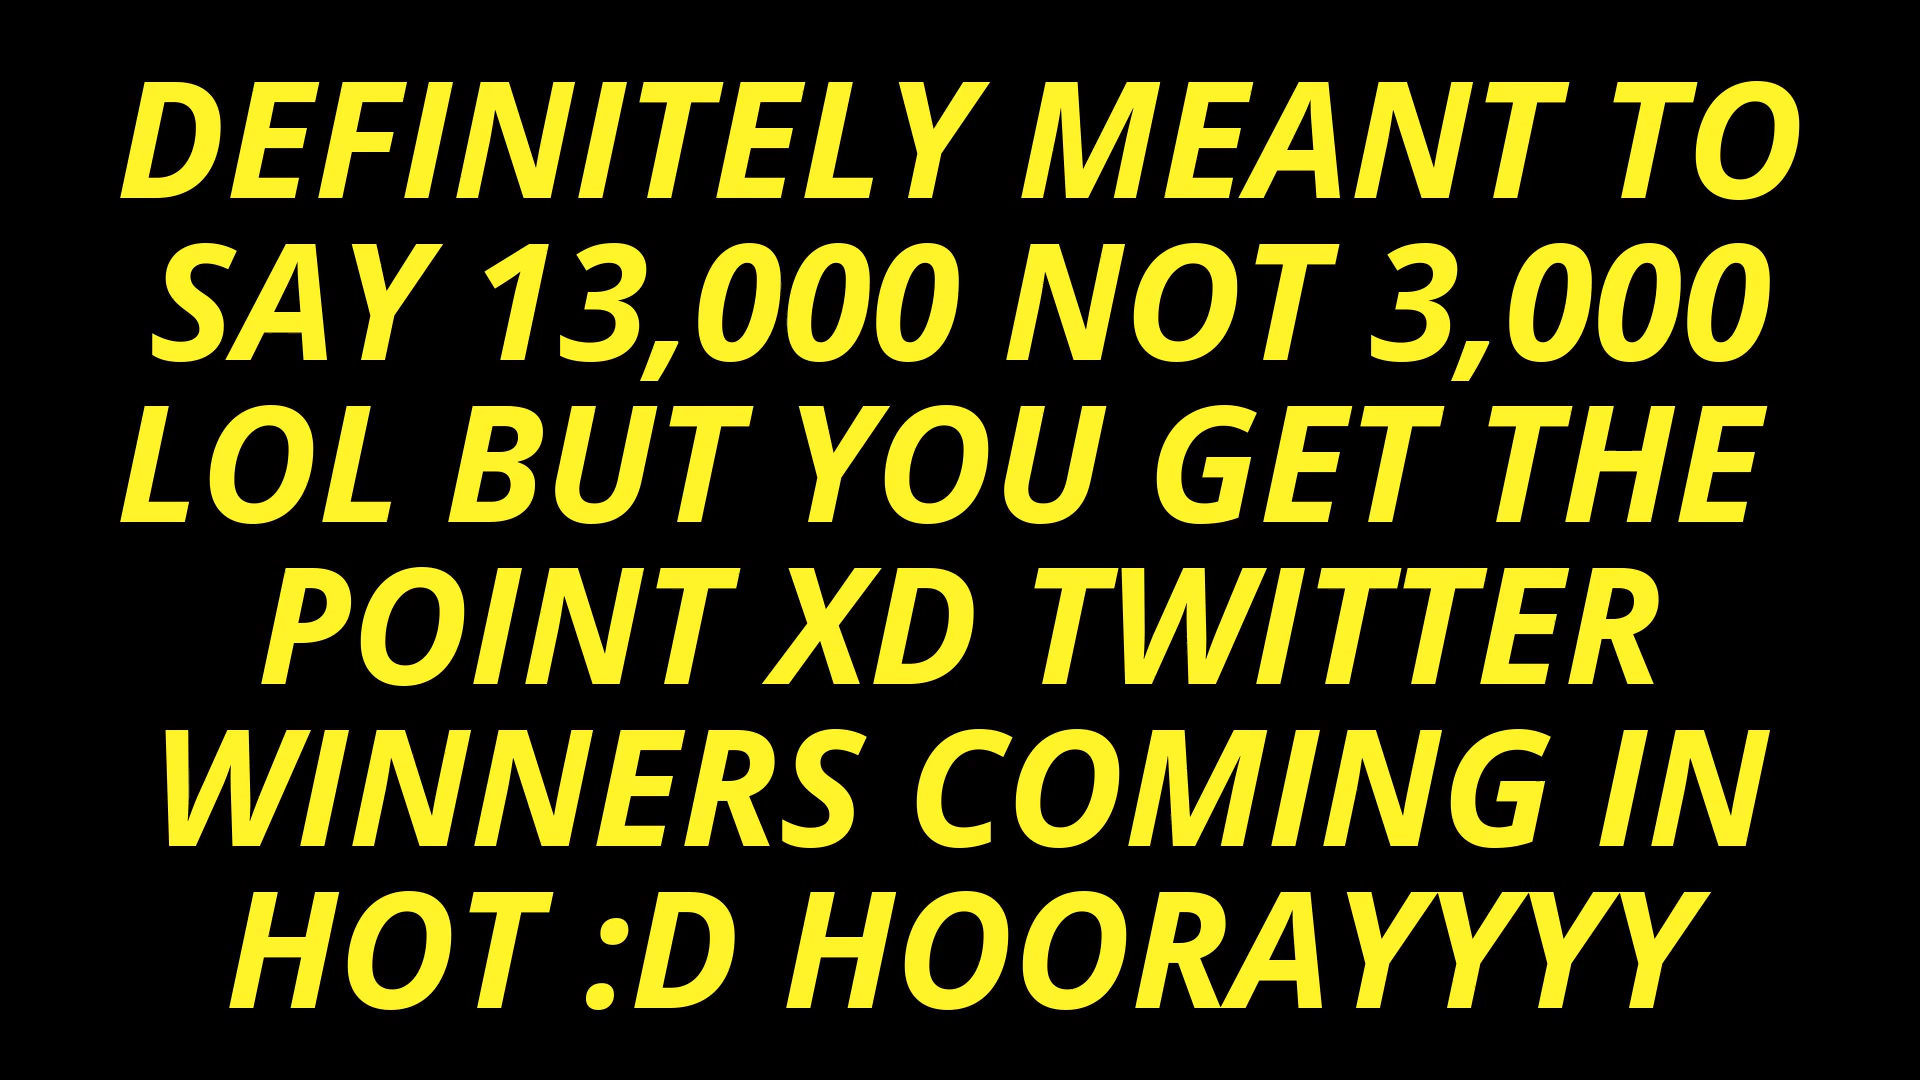 DEFINITELY MEANT TO
SAY 13,000 NOT 3,000
LOL BUT YOU GET THE
POINT XD TWITTER
WINNERS COMING IN
HOT :D HOORAYYYY